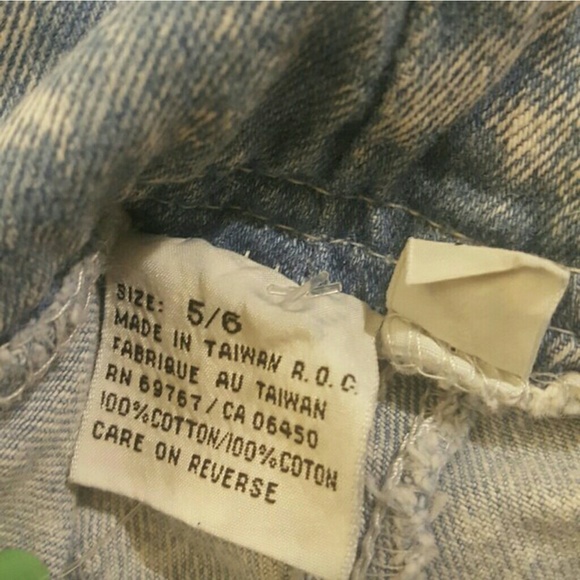 SIZE: 5/6
MADE IN TAIWAN R.O.C.
FABRIQUE AU TAIWAN
RN 69767/CA 06450
100%COTTON/100%COTON
CARE ON REVERSE